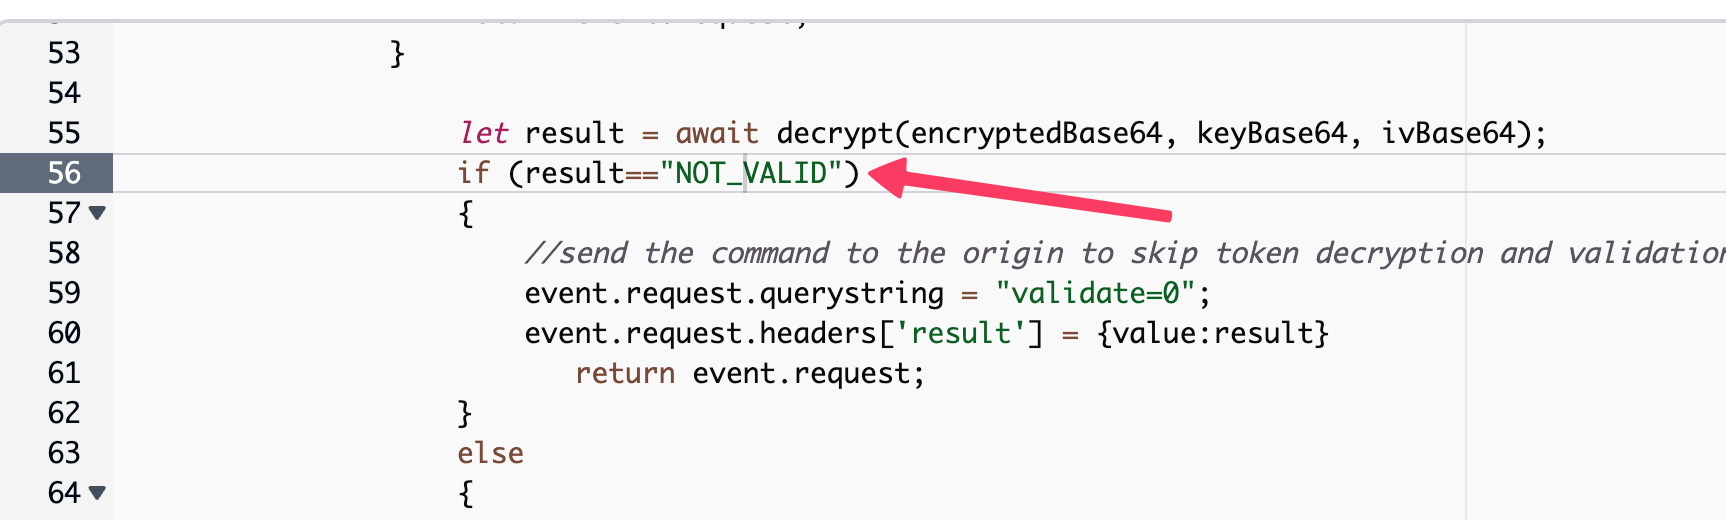 53 }
54
55 let result = await decrypt(encryptedBase64, keyBase64, ivBase64);
56 if (result=="NOT_VALID")
57 {
58 //send the command to the origin to skip token decryption and validation
59 event.request.querystring = "validate=0";
60 event.request.headers['result'] = {value:result}
61 return event.request;
62 }
63 else
64 {